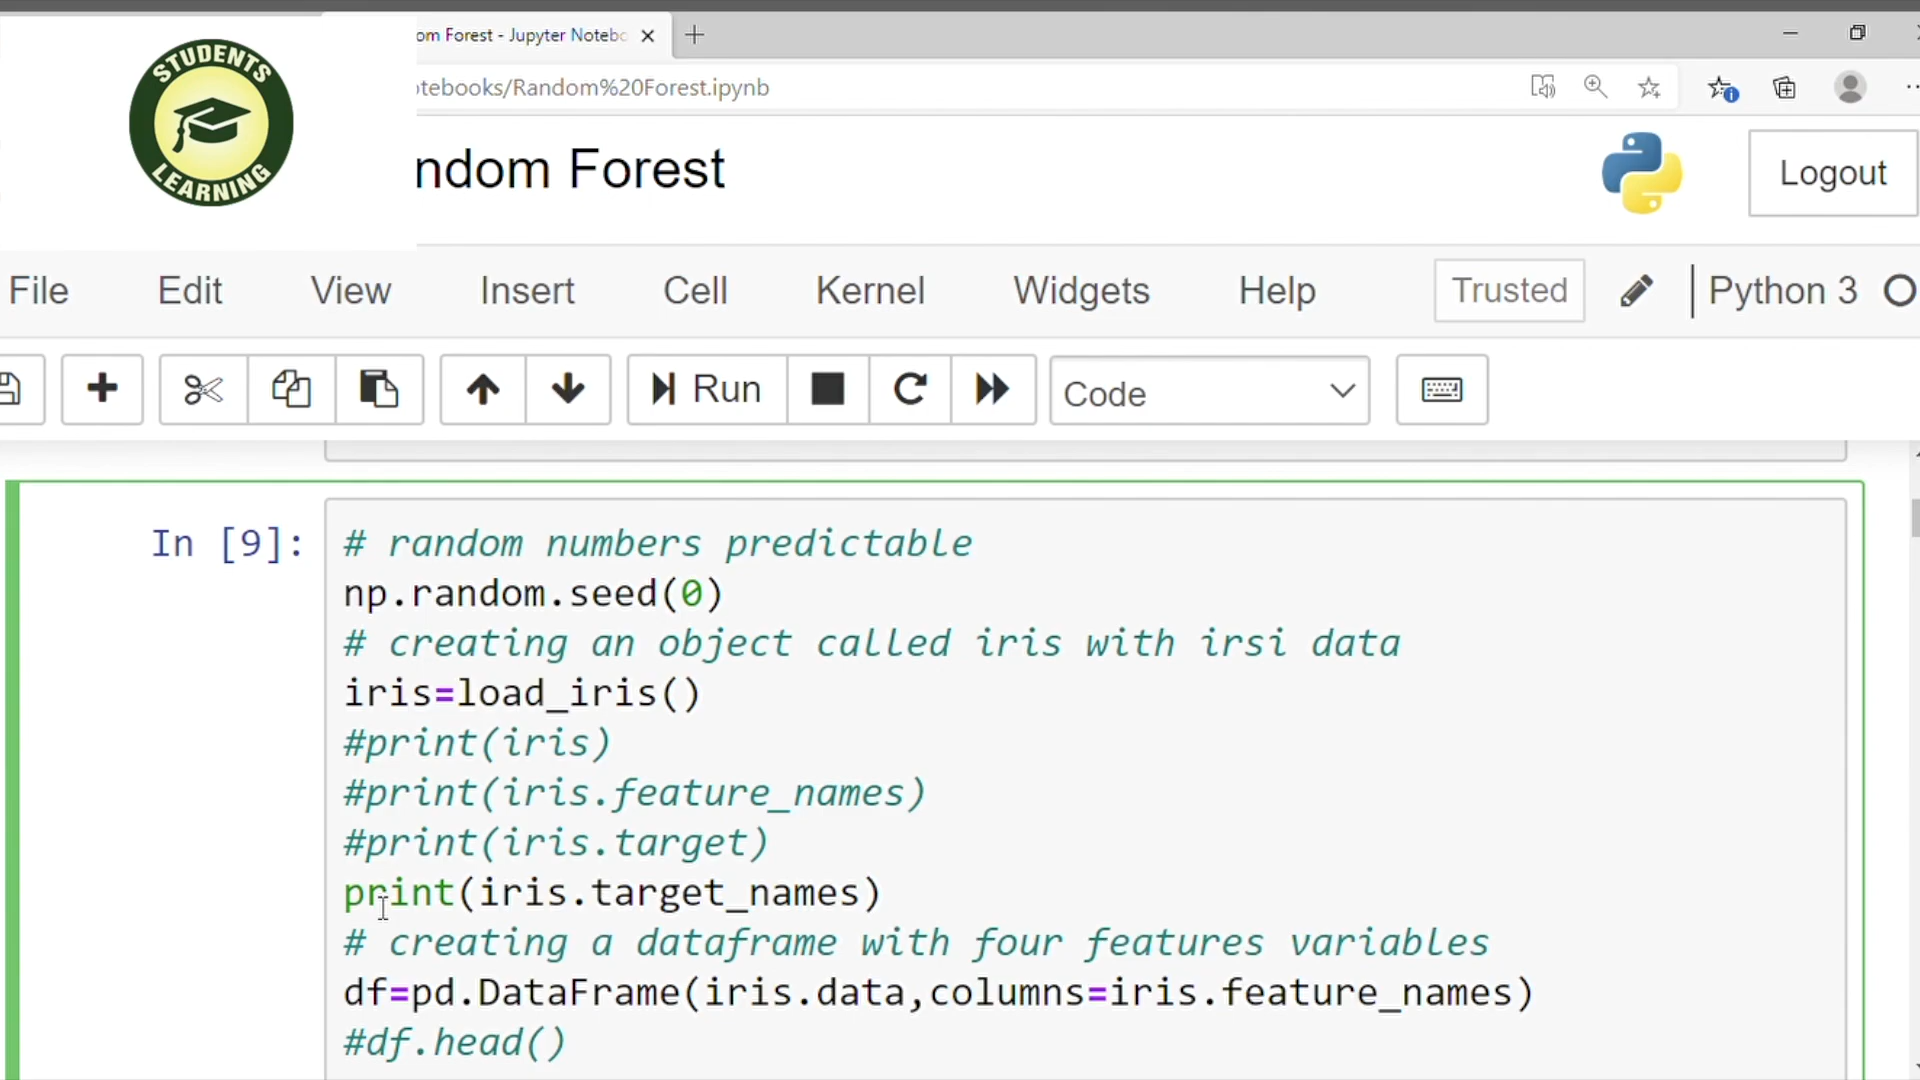 om Forest - Jupyter Notebo
tebooks/Random%20Forest.ipynb
STUDENTS
LEARNING
ndom Forest
Logout
File Edit View Insert Cell Kernel Widgets Help Trusted Python 3
Run Code
In [9]:
# random numbers predictable
np.random.seed(0)
# creating an object called iris with irsi data
iris=load_iris()
#print(iris)
#print(iris.feature_names)
#print(iris.target)
print(iris.target_names)
# creating a dataframe with four features variables
df=pd.DataFrame(iris.data,columns=iris.feature_names)
#df.head()